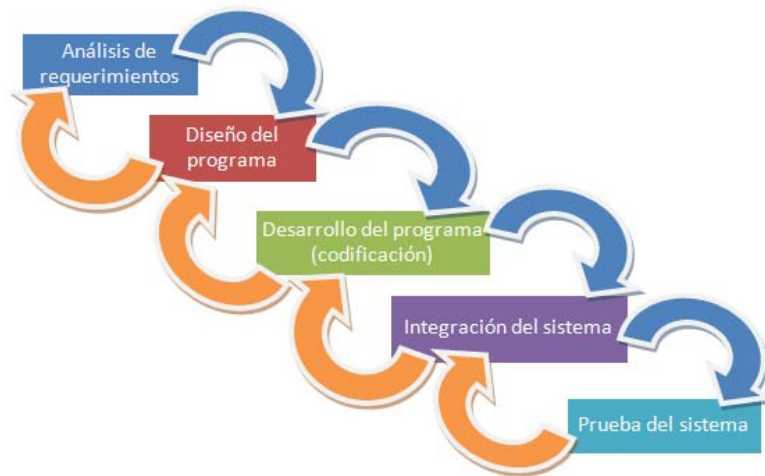 Análisis de
requerimientos
Diseño del
programa
Desarrollo del programa
(codificación)
Integración del sistema
Prueba del sistema